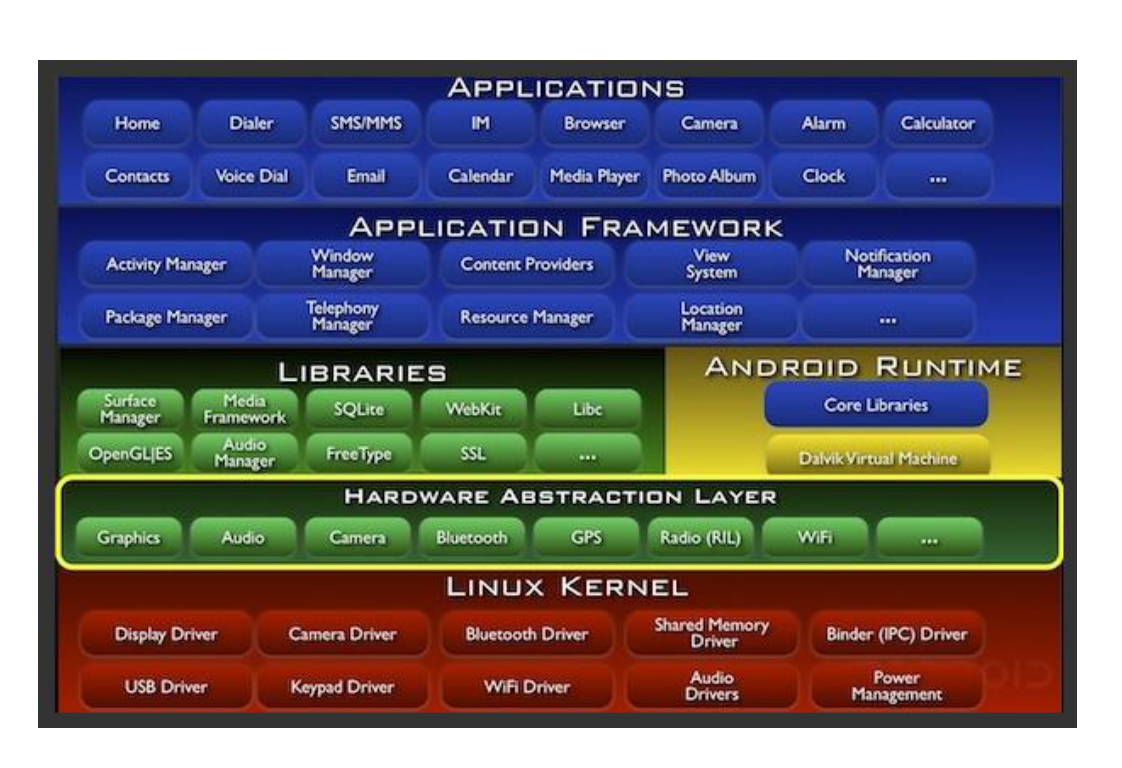 APPLICATIONS
Home Dialer SMS/MMS IM Browser Camera Alarm Calculator
Contacts Voice Dial Email Calendar Media Player Photo Album Clock ...
APPLICATION FRAMEWORK
Activity Manager Window Manager Content Providers View System Notification Manager
Package Manager Telephony Manager Resource Manager Location Manager ...
LIBRARIES
Surface Manager Media Framework SQLite WebKit Libc
OpenGL|ES Audio Manager FreeType SSL ...
ANDROID RUNTIME
Core Libraries
Dalvik Virtual Machine
HARDWARE ABSTRACTION LAYER
Graphics Audio Camera Bluetooth GPS Radio (RIL) WiFi ...
LINUX KERNEL
Display Driver Camera Driver Bluetooth Driver Shared Memory Driver Binder (IPC) Driver
USB Driver Keypad Driver WiFi Driver Audio Drivers Power Management